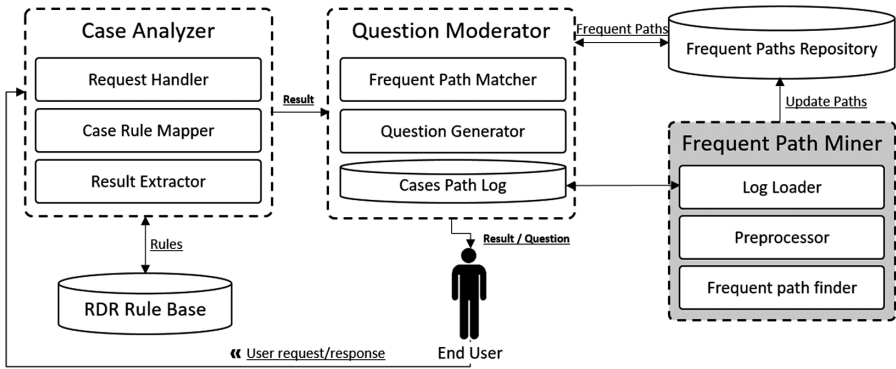 Case Analyzer
Request Handler
Case Rule Mapper
Result Extractor
Rules
RDR Rule Base
Result
Question Moderator
Frequent Path Matcher
Question Generator
Cases Path Log
Result / Question
End User
« User request/response
Frequent Paths
Frequent Paths Repository
Update Paths
Frequent Path Miner
Log Loader
Preprocessor
Frequent path finder